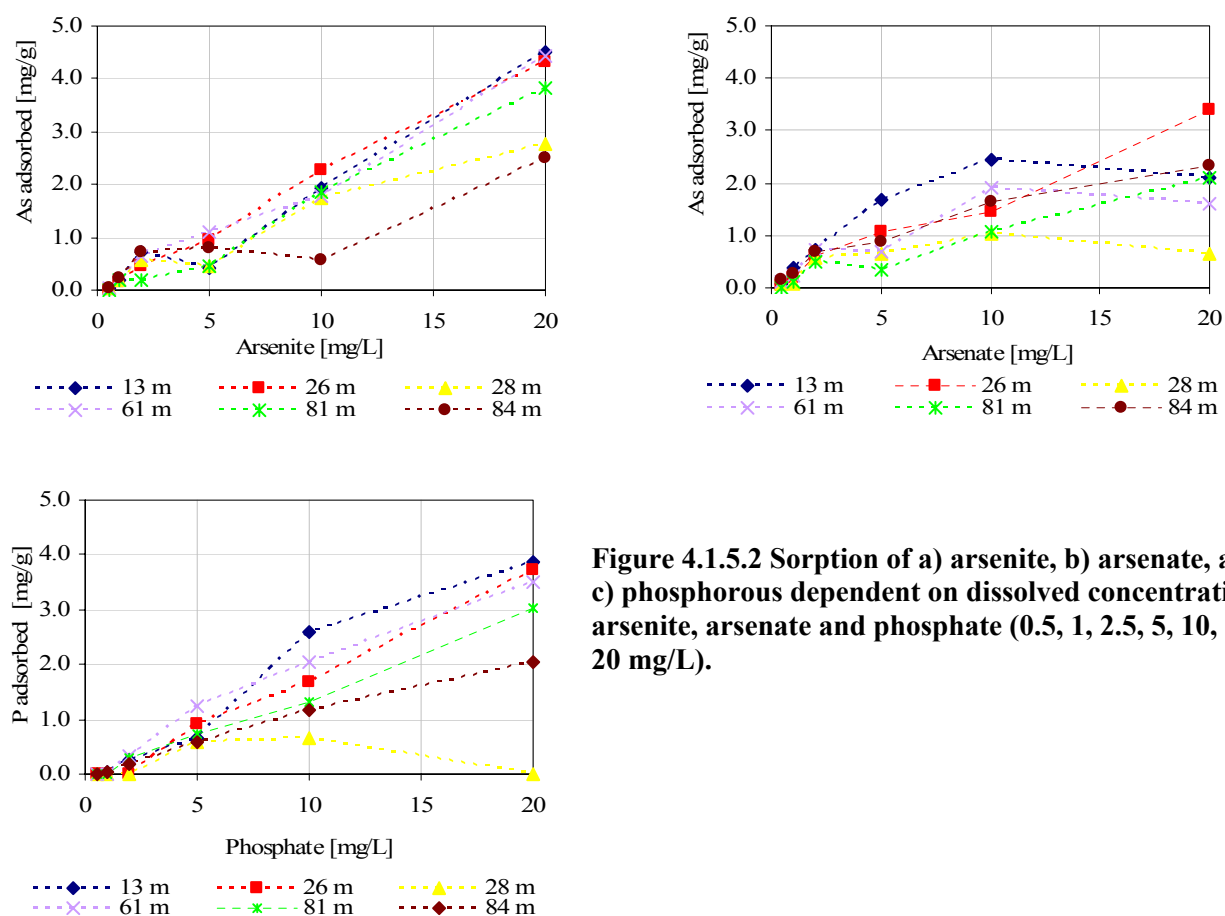 5.0
4.0
3.0
2.0
1.0
0.0
As adsorbed [mg/g]
0 5 10 15 20
Arsenite [mg/L]
13 m 26 m 28 m
61 m 81 m 84 m
5.0
4.0
3.0
2.0
1.0
0.0
As adsorbed [mg/g]
0 5 10 15 20
Arsenate [mg/L]
13 m 26 m 28 m
61 m 81 m 84 m
5.0
4.0
3.0
2.0
1.0
0.0
P adsorbed [mg/g]
0 5 10 15 20
Phosphate [mg/L]
13 m 26 m 28 m
61 m 81 m 84 m
Figure 4.1.5.2 Sorption of a) arsenite, b) arsenate, a
c) phosphorous dependent on dissolved concentrati
arsenite, arsenate and phosphate (0.5, 1, 2.5, 5, 10,
20 mg/L).